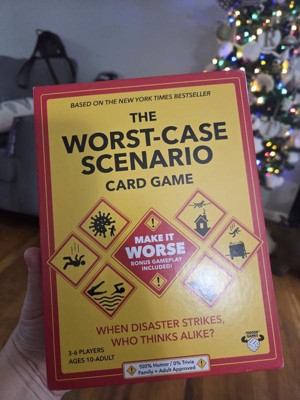 BASED ON THE NEW YORK TIMES BESTSELLER
THE
WORST-CASE
SCENARIO
CARD GAME
MAKE IT
WORSE
BONUS GAMEPLAY
INCLUDED!
WHEN DISASTER STRIKES,
WHO THINKS ALIKE?
3-6 PLAYERS
AGES 10-ADULT
100% Humor / 0% Trivia
Family + Adult Approved